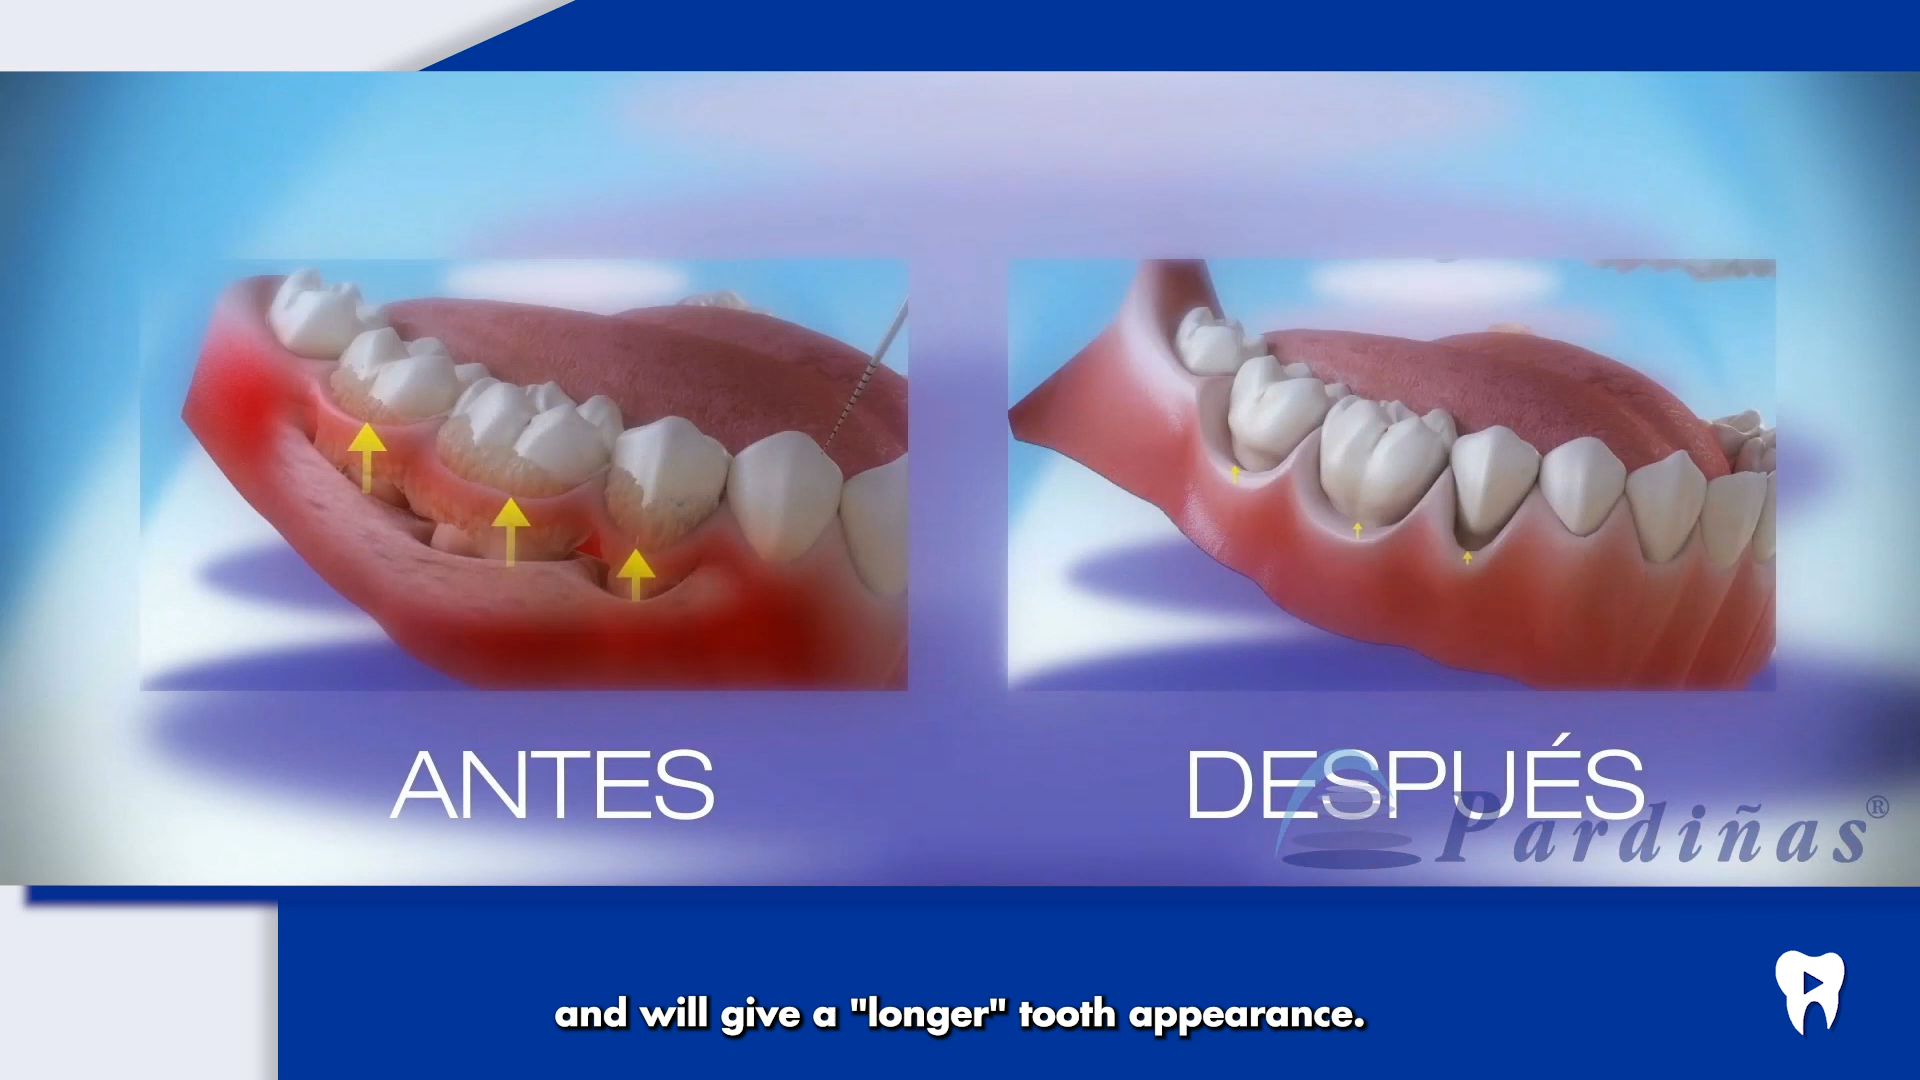 ANTES
DESPUÉS
Pardiñas®
and will give a "longer" tooth appearance.